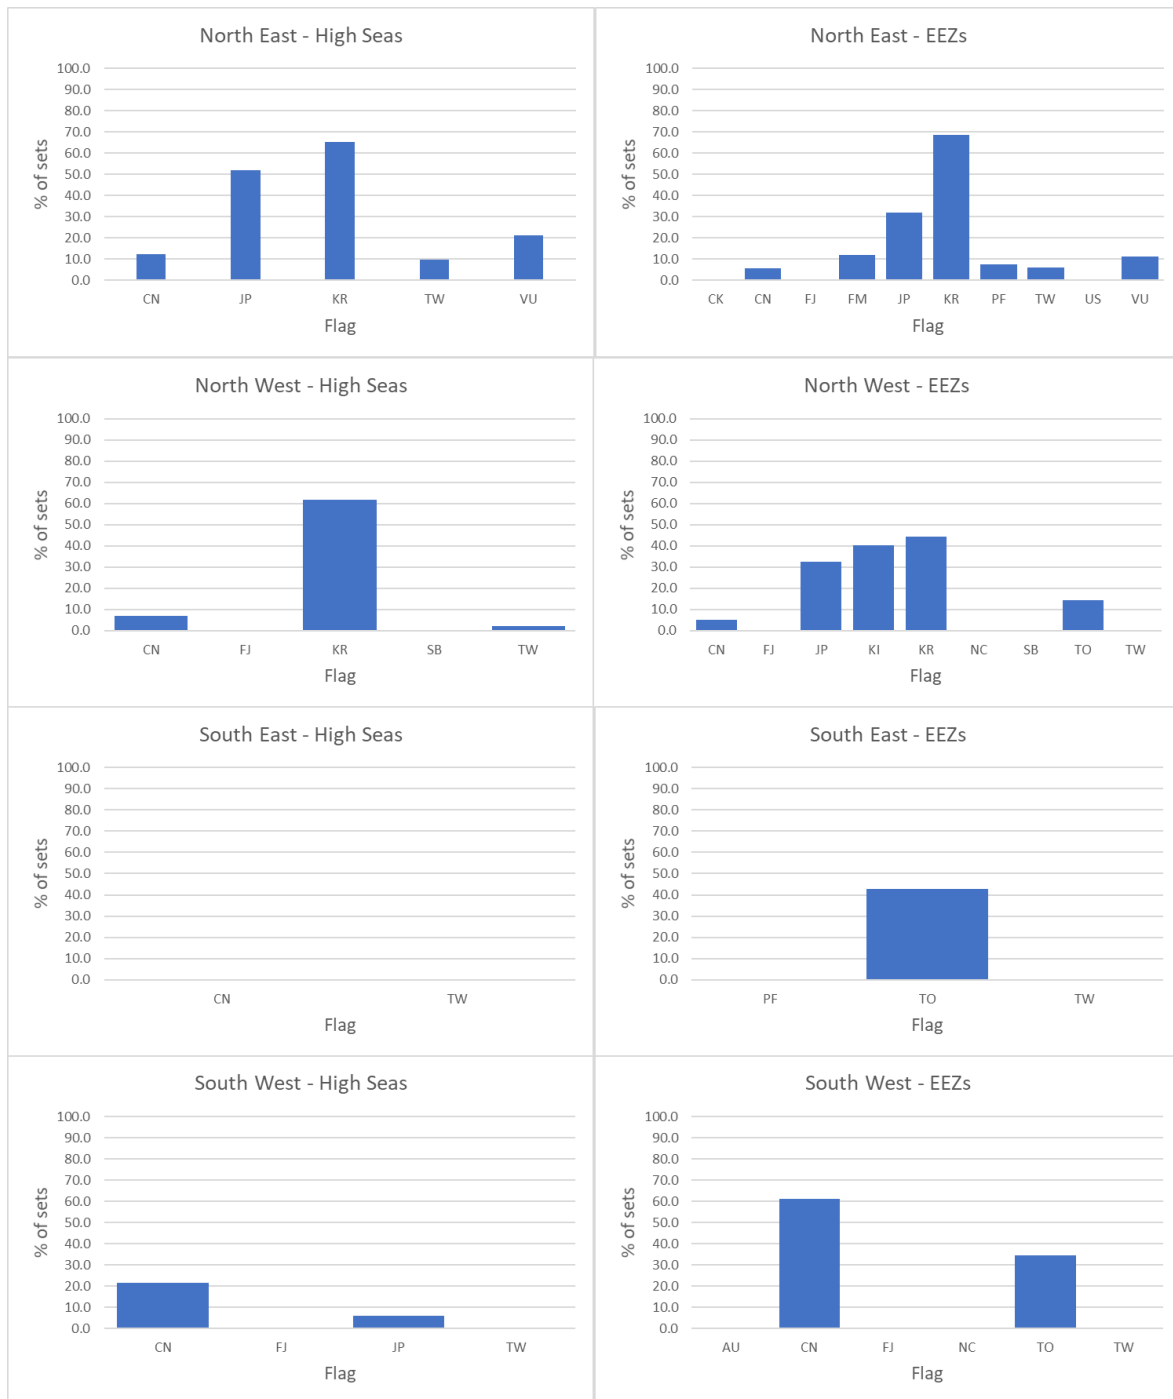 North East - High Seas
100.0
90.0
80.0
70.0
60.0
50.0
40.0
30.0
20.0
10.0
0.0
% of sets
CN JP KR TW VU
Flag
North East - EEZs
100.0
90.0
80.0
70.0
60.0
50.0
40.0
30.0
20.0
10.0
0.0
% of sets
CK CN FJ FM JP KR PF TW US VU
Flag
North West - High Seas
100.0
90.0
80.0
70.0
60.0
50.0
40.0
30.0
20.0
10.0
0.0
% of sets
CN FJ KR SB TW
Flag
North West - EEZs
100.0
90.0
80.0
70.0
60.0
50.0
40.0
30.0
20.0
10.0
0.0
% of sets
CN FJ JP KI KR NC SB TO TW
Flag
South East - High Seas
100.0
90.0
80.0
70.0
60.0
50.0
40.0
30.0
20.0
10.0
0.0
% of sets
CN TW
Flag
South East - EEZs
100.0
90.0
80.0
70.0
60.0
50.0
40.0
30.0
20.0
10.0
0.0
% of sets
PF TO TW
Flag
South West - High Seas
100.0
90.0
80.0
70.0
60.0
50.0
40.0
30.0
20.0
10.0
0.0
% of sets
CN FJ JP TW
Flag
South West - EEZs
100.0
90.0
80.0
70.0
60.0
50.0
40.0
30.0
20.0
10.0
0.0
% of sets
AU CN FJ NC TO TW
Flag